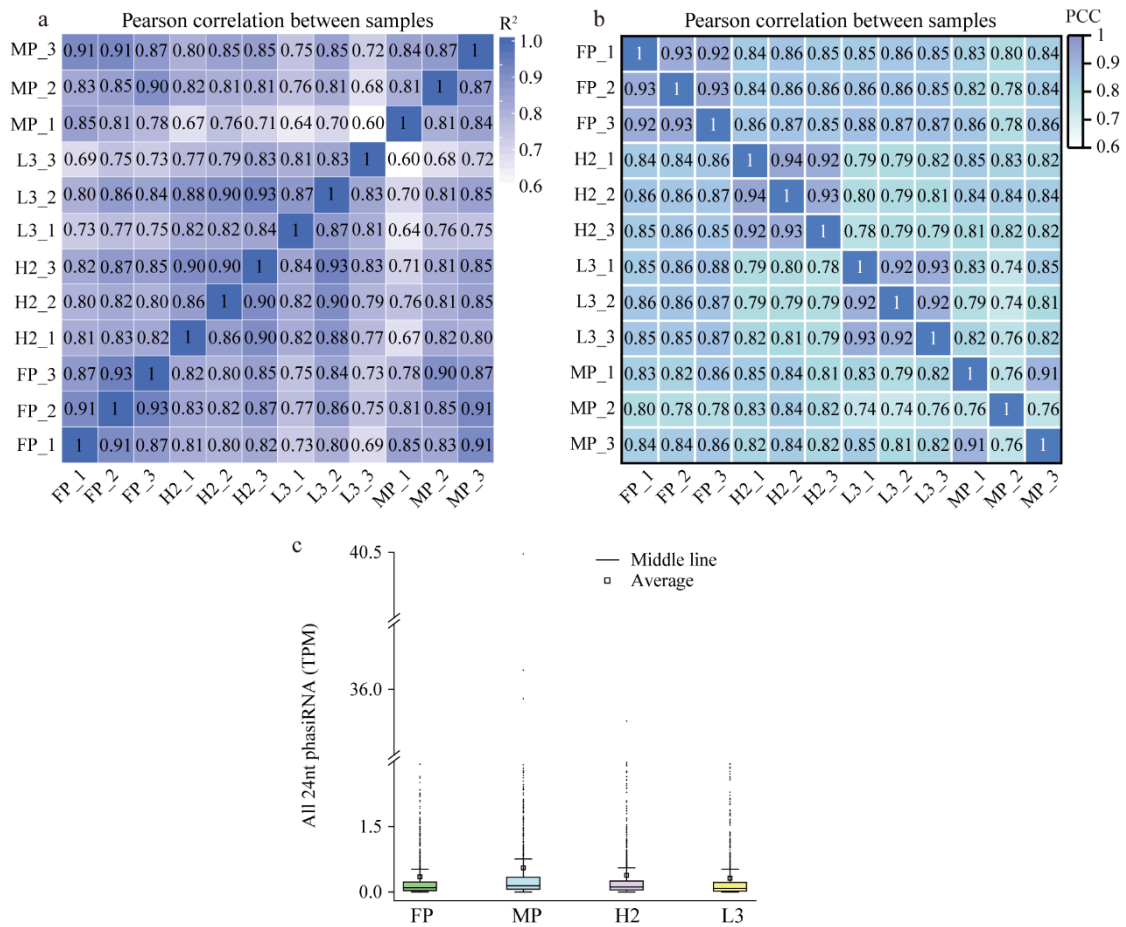 a
Pearson correlation between samples
R²
MP_3 0.91 0.91 0.87 0.80 0.85 0.85 0.75 0.85 0.72 0.84 0.87 1
MP_2 0.83 0.85 0.90 0.82 0.81 0.81 0.76 0.81 0.68 0.81 1 0.87
MP_1 0.85 0.81 0.78 0.67 0.76 0.71 0.64 0.70 0.60 1 0.81 0.84
L3_3 0.69 0.75 0.73 0.77 0.79 0.83 0.81 0.83 1 0.60 0.68 0.72
L3_2 0.80 0.86 0.84 0.88 0.90 0.93 0.87 1 0.83 0.70 0.81 0.85
L3_1 0.73 0.77 0.75 0.82 0.82 0.84 1 0.87 0.81 0.64 0.76 0.75
H2_3 0.82 0.87 0.85 0.90 0.90 1 0.84 0.93 0.83 0.71 0.81 0.85
H2_2 0.80 0.82 0.80 0.86 1 0.90 0.82 0.90 0.79 0.76 0.81 0.85
H2_1 0.81 0.83 0.82 1 0.86 0.90 0.82 0.88 0.77 0.67 0.82 0.80
FP_3 0.87 0.93 1 0.82 0.80 0.85 0.75 0.84 0.73 0.78 0.90 0.87
FP_2 0.91 1 0.93 0.83 0.82 0.87 0.77 0.86 0.75 0.81 0.85 0.91
FP_1 1 0.91 0.87 0.81 0.80 0.82 0.73 0.80 0.69 0.85 0.83 0.91
FP_1 FP_2 FP_3 H2_1 H2_2 H2_3 L3_1 L3_2 L3_3 MP_1 MP_2 MP_3
1.0
0.9
0.8
0.7
0.6
b
Pearson correlation between samples
PCC
FP_1 1 0.93 0.92 0.84 0.86 0.85 0.85 0.86 0.85 0.83 0.80 0.84
FP_2 0.93 1 0.93 0.84 0.86 0.86 0.86 0.86 0.85 0.82 0.78 0.84
FP_3 0.92 0.93 1 0.86 0.87 0.85 0.88 0.87 0.87 0.86 0.78 0.86
H2_1 0.84 0.84 0.86 1 0.94 0.92 0.79 0.79 0.82 0.85 0.83 0.82
H2_2 0.86 0.86 0.87 0.94 1 0.93 0.80 0.79 0.81 0.84 0.84 0.84
H2_3 0.85 0.86 0.85 0.92 0.93 1 0.78 0.79 0.79 0.81 0.82 0.82
L3_1 0.85 0.86 0.88 0.79 0.80 0.78 1 0.92 0.93 0.83 0.74 0.85
L3_2 0.86 0.86 0.87 0.79 0.79 0.79 0.92 1 0.92 0.79 0.74 0.81
L3_3 0.85 0.85 0.87 0.82 0.81 0.79 0.93 0.92 1 0.82 0.76 0.82
MP_1 0.83 0.82 0.86 0.85 0.84 0.81 0.83 0.79 0.82 1 0.76 0.91
MP_2 0.80 0.78 0.78 0.83 0.84 0.82 0.74 0.74 0.76 0.76 1 0.76
MP_3 0.84 0.84 0.86 0.82 0.84 0.82 0.85 0.81 0.82 0.91 0.76 1
FP_1 FP_2 FP_3 H2_1 H2_2 H2_3 L3_1 L3_2 L3_3 MP_1 MP_2 MP_3
1
0.9
0.8
0.7
0.6
c
All 24nt phasiRNA (TPM)
40.5
36.0
1.5
0.0
Middle line
Average
FP MP H2 L3